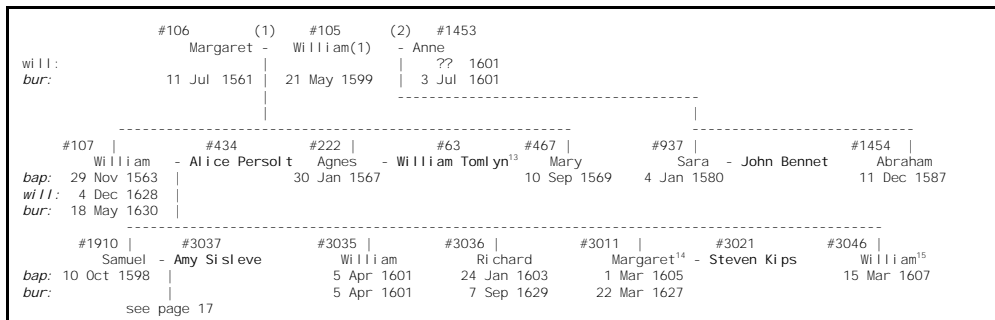 #106 (1) #105 (2) #1453
Margaret - William(1) - Anne
will: | | ?? 1601
bur: 11 Jul 1561 | 21 May 1599 | 3 Jul 1601
| -------------------------------------
| |
------------------------------------------------------- ---------------------------
#107 | #434 #222 | #63 #467 | #937 | #1454 |
William - Alice Persolt Agnes - William Tomlyn¹³ Mary Sara - John Bennet Abraham
bap: 29 Nov 1563 | 30 Jan 1567 10 Sep 1569 4 Jan 1580 11 Dec 1587
will: 4 Dec 1628 |
bur: 18 May 1630 |
-----------------------------------------------------------------------------------------------
#1910 | #3037 #3035 | #3036 | #3011 | #3021 #3046 |
Samuel - Amy Sisleve William Richard Margaret¹⁴ - Steven Kips William¹⁵
bap: 10 Oct 1598 | 5 Apr 1601 24 Jan 1603 1 Mar 1605 15 Mar 1607
bur: | 5 Apr 1601 7 Sep 1629 22 Mar 1627
see page 17